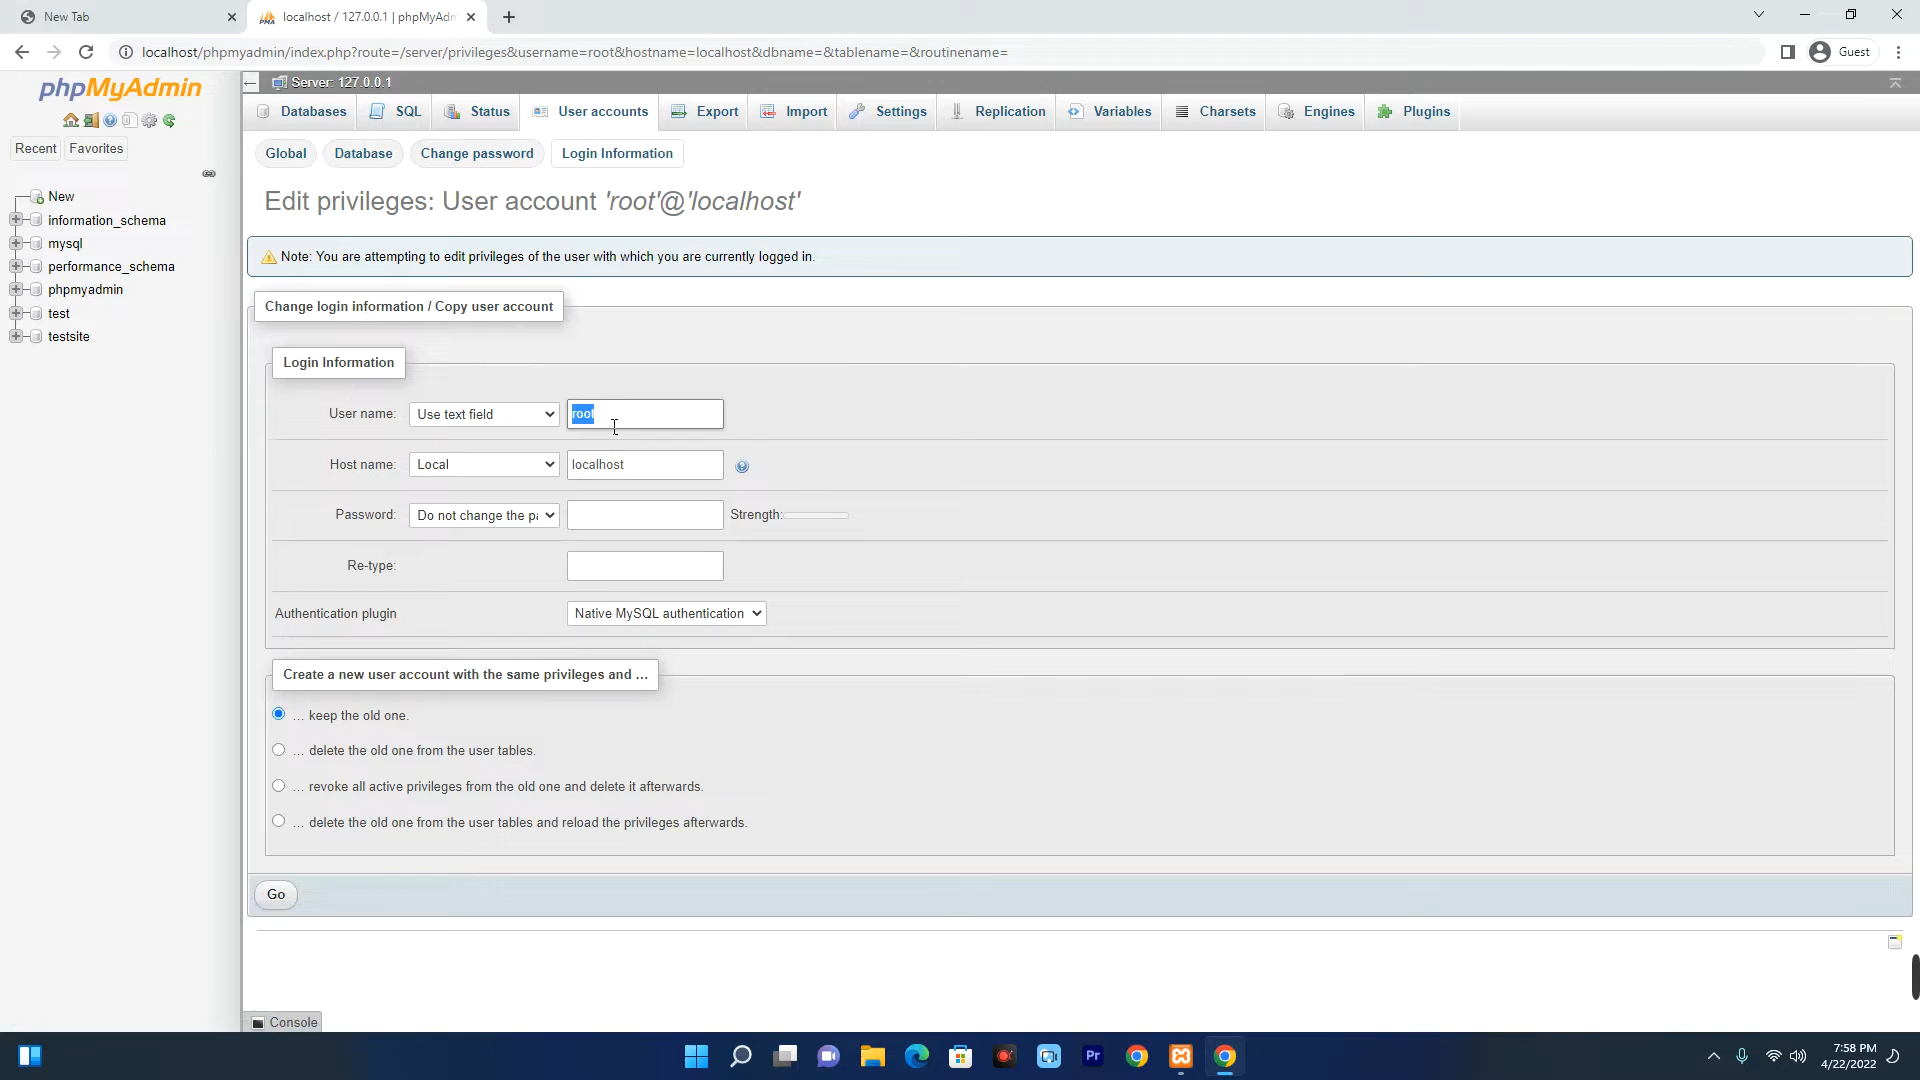 New Tab
localhost / 127.0.0.1 | phpMyAdm
localhost/phpmyadmin/index.php?route=/server/privileges&username=root&hostname=localhost&dbname=&tablename=&routinename=
Guest
phpMyAdmin
Recent
Favorites
New
information_schema
mysql
performance_schema
phpmyadmin
test
testsite
Server: 127.0.0.1
Databases
SQL
Status
User accounts
Export
Import
Settings
Replication
Variables
Charsets
Engines
Plugins
Global
Database
Change password
Login Information
Edit privileges: User account 'root'@'localhost'
Note: You are attempting to edit privileges of the user with which you are currently logged in.
Change login information / Copy user account
Login Information
User name: Use text field root
Host name: Local localhost
Password: Do not change the pa Strength:
Re-type:
Authentication plugin Native MySQL authentication
Create a new user account with the same privileges and ...
... keep the old one.
... delete the old one from the user tables.
... revoke all active privileges from the old one and delete it afterwards.
... delete the old one from the user tables and reload the privileges afterwards.
Go
Console
Pr
7:58 PM
4/22/2022